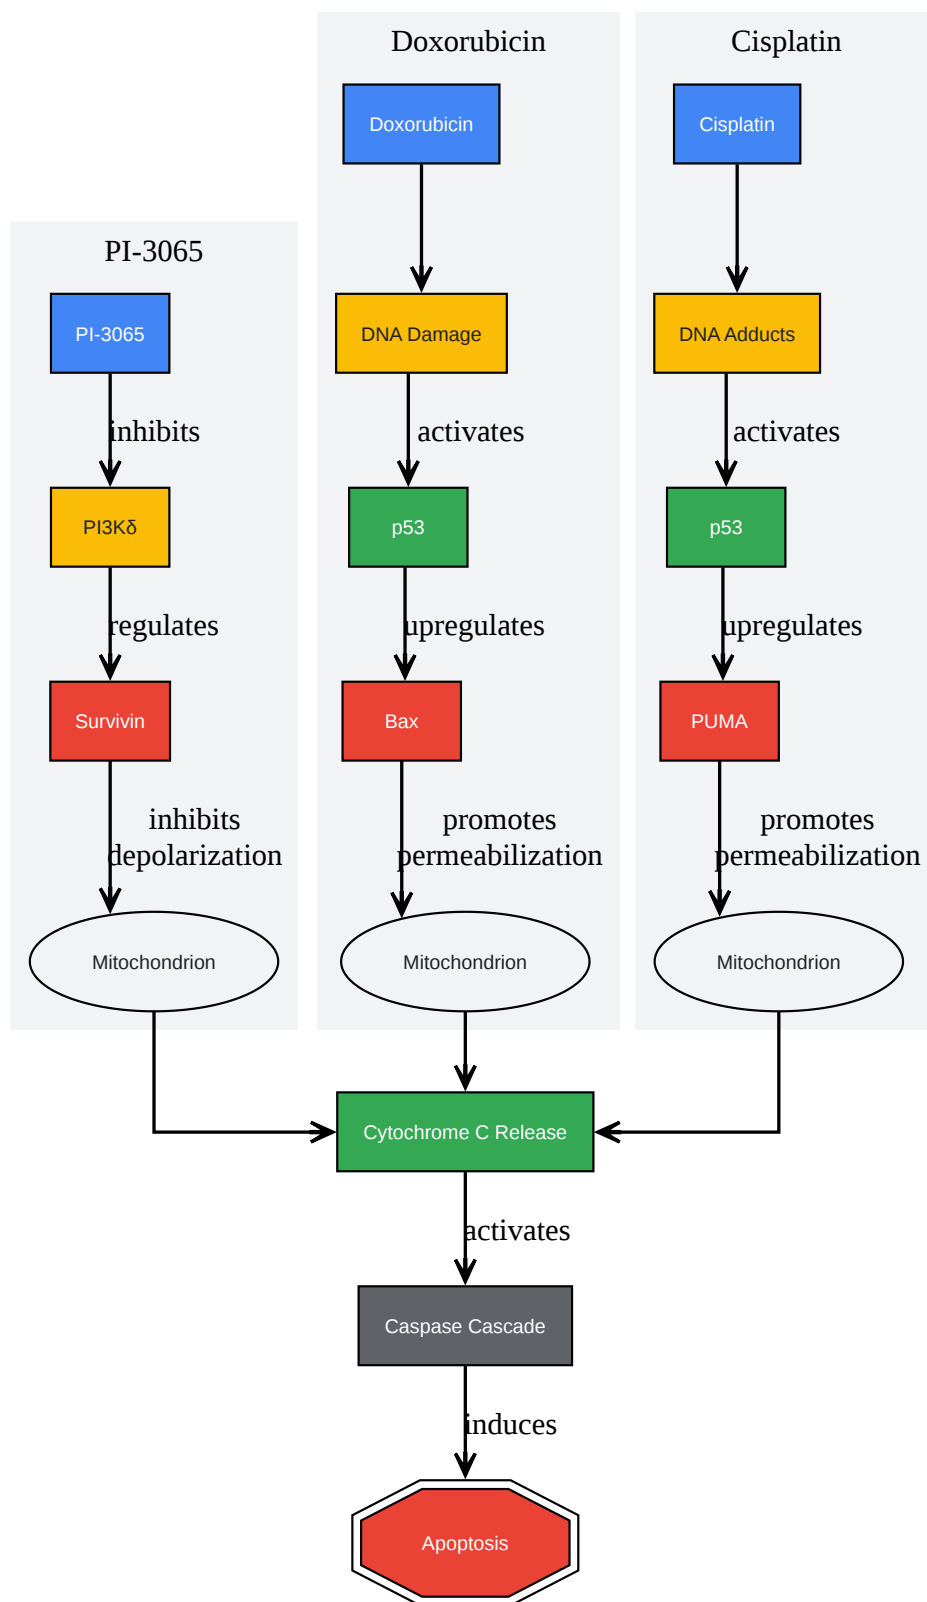 PI-3065
PI-3065
inhibits
PI3Kδ
regulates
Survivin
inhibits
depolarization
Mitochondrion
Doxorubicin
Doxorubicin
DNA Damage
activates
p53
upregulates
Bax
promotes
permeabilization
Mitochondrion
Cisplatin
Cisplatin
DNA Adducts
activates
p53
upregulates
PUMA
promotes
permeabilization
Mitochondrion
Cytochrome C Release
activates
Caspase Cascade
induces
Apoptosis